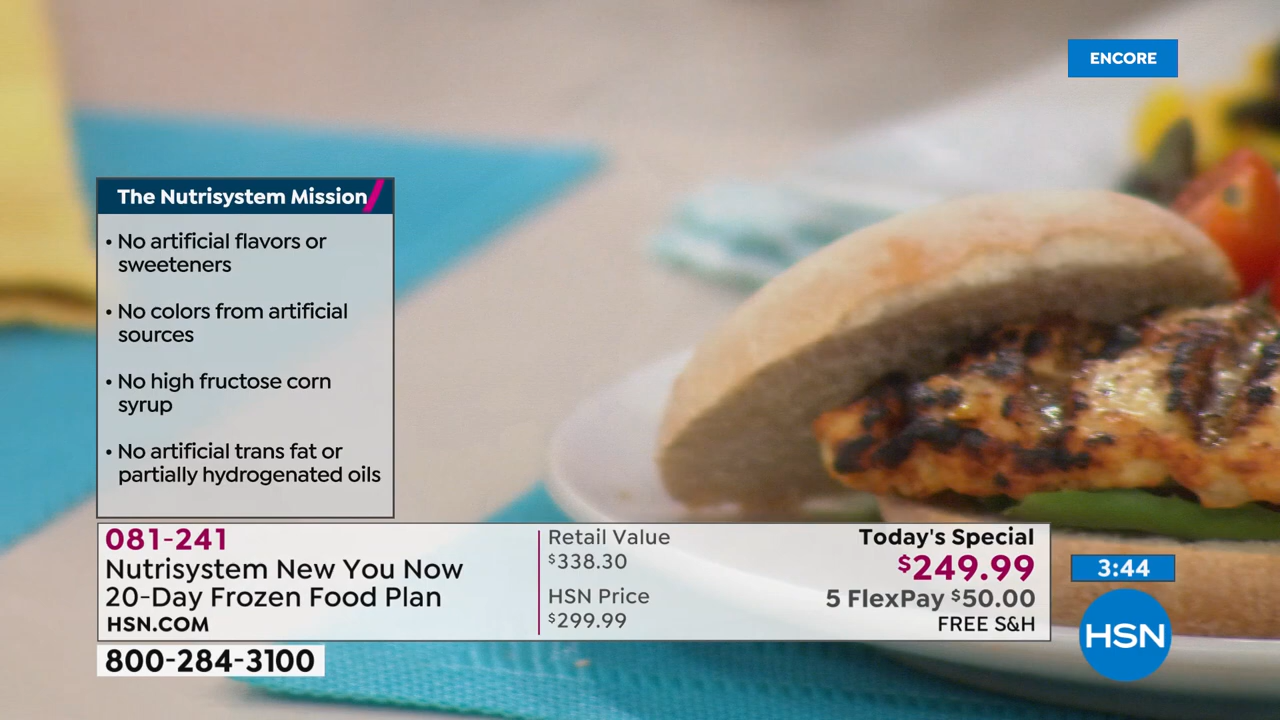 ENCORE
The Nutrisystem Mission
• No artificial flavors or
sweeteners
• No colors from artificial
sources
• No high fructose corn
syrup
• No artificial trans fat or
partially hydrogenated oils
081-241
Nutrisystem New You Now
20-Day Frozen Food Plan
HSN.COM
Retail Value
$338.30
HSN Price
$299.99
Today's Special
$249.99
5 FlexPay $50.00
FREE S&H
3:44
HSN
800-284-3100